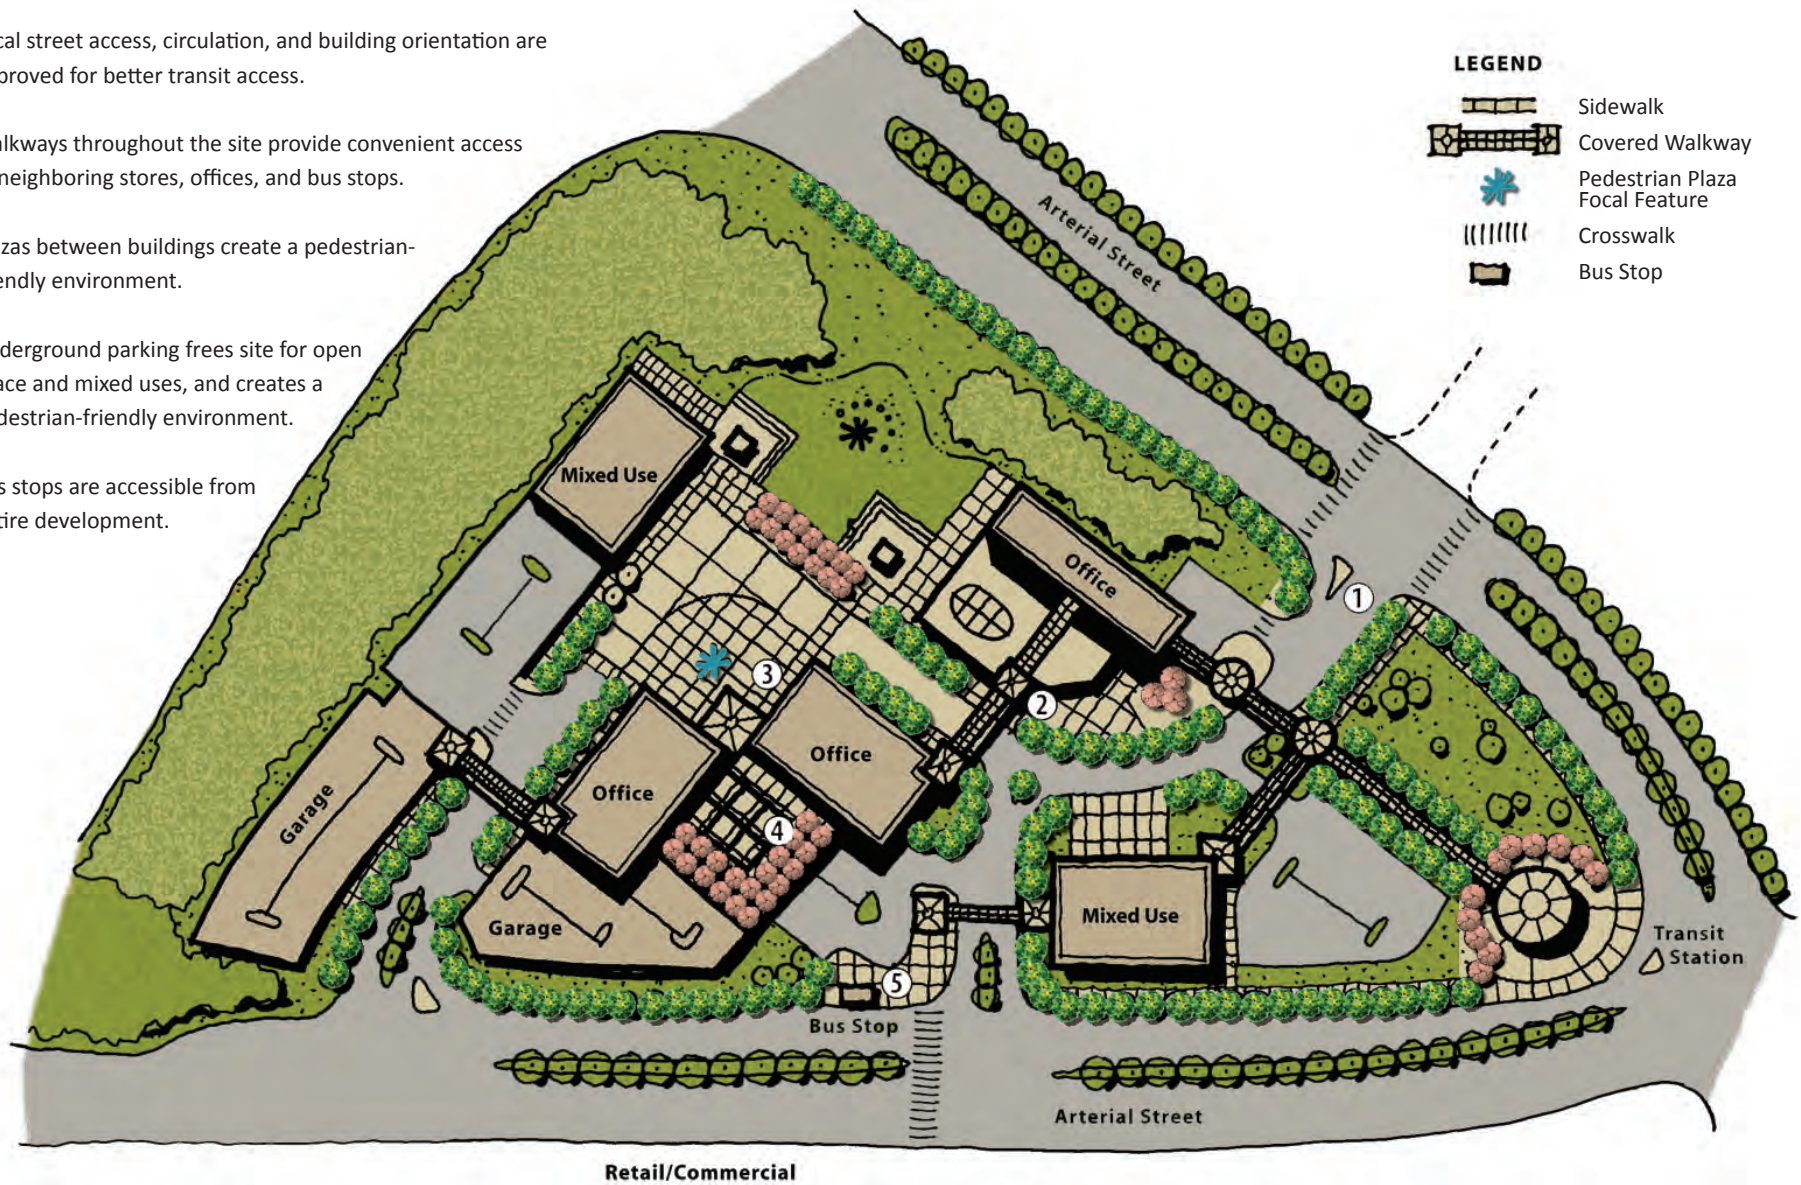 cal street access, circulation, and building orientation are
proved for better transit access.
alkways throughout the site provide convenient access
neighboring stores, offices, and bus stops.
azas between buildings create a pedestrian-
endly environment.
nderground parking frees site for open
ace and mixed uses, and creates a
destrian-friendly environment.
s stops are accessible from
tire development.
LEGEND
Sidewalk
Covered Walkway
Pedestrian Plaza
Focal Feature
Crosswalk
Bus Stop
Arterial Street
Mixed Use
Office
1
3
2
Office
Office
Garage
4
Garage
Mixed Use
5
Transit
Station
Bus Stop
Arterial Street
Retail/Commercial